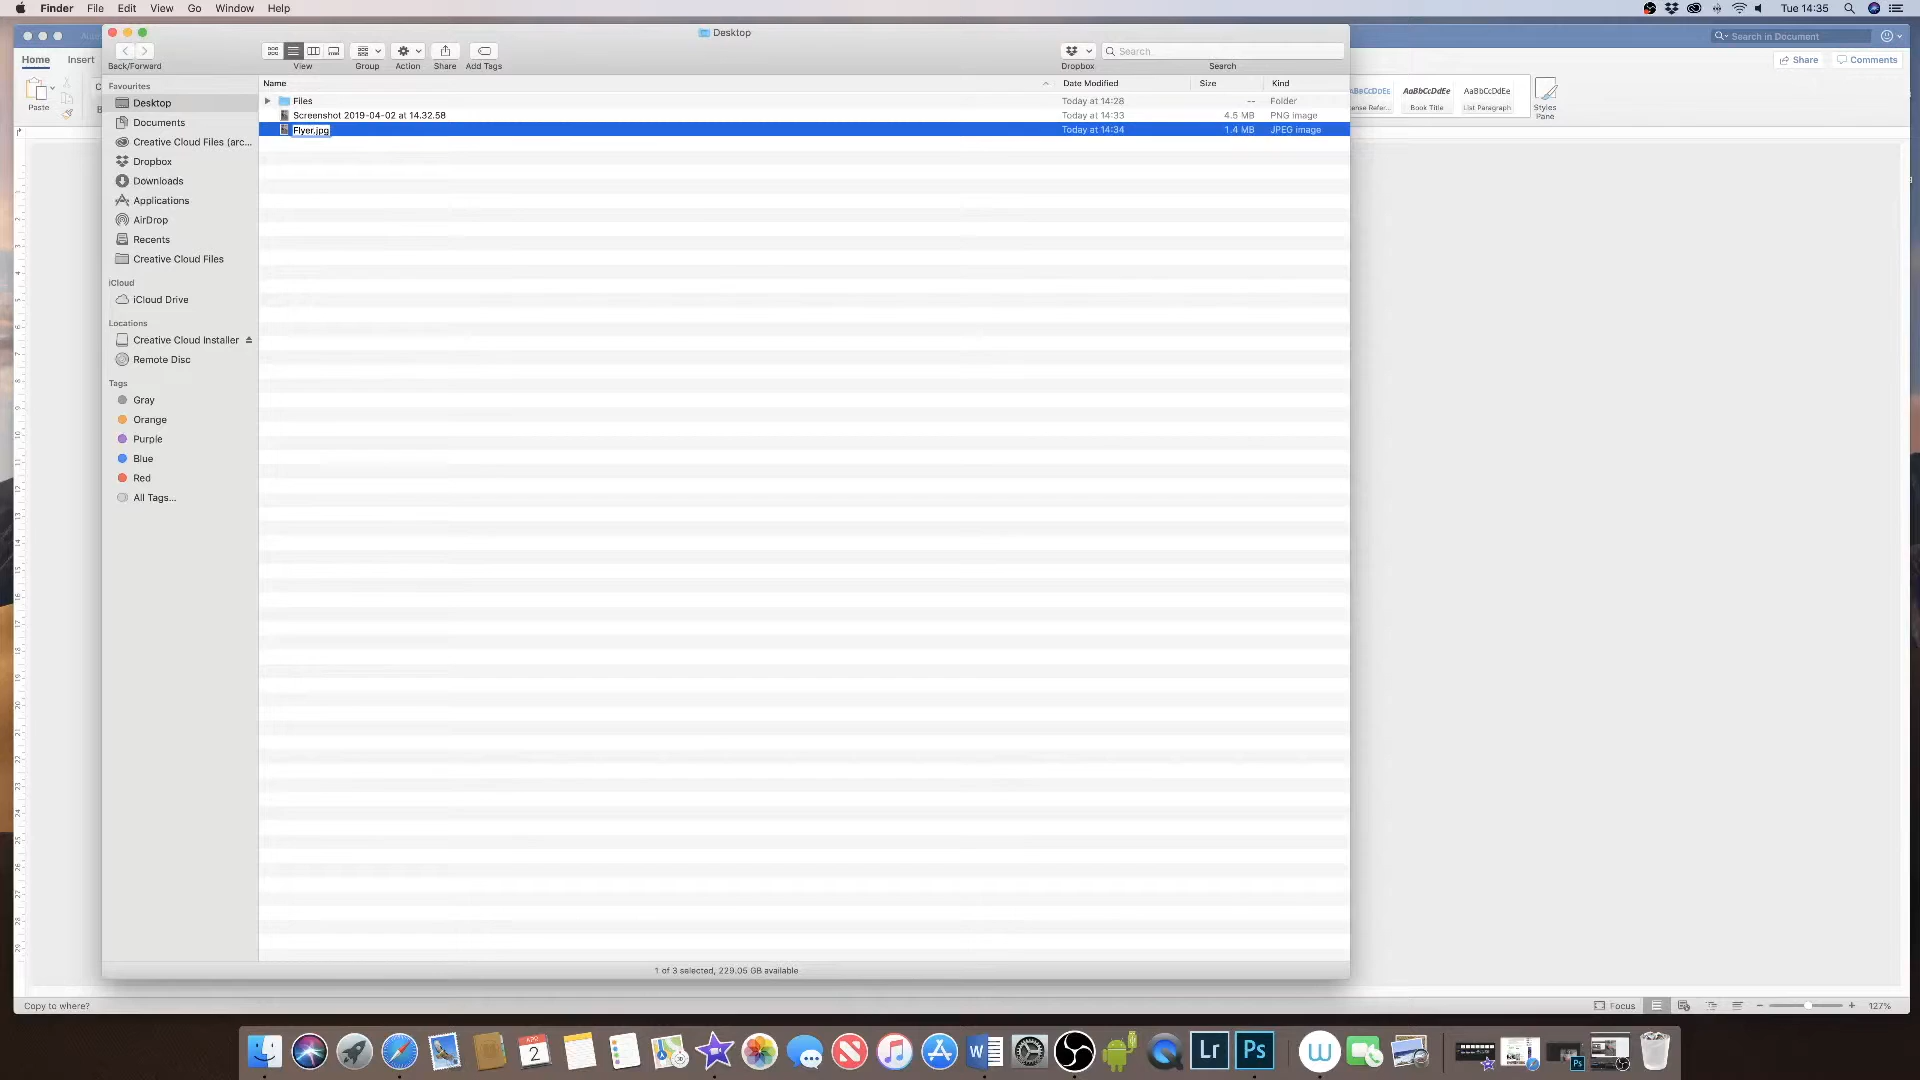 Finder File Edit View Go Window Help Tue 14:35
Desktop
Search in Document
Home Insert
Share Comments
Back/Forward View Group Action Share Add Tags Dropbox Search
Search
Paste
AaBbCcDdEe AaBbCcDdEe
Book Title List Paragraph Styles Pane
Name Date Modified Size Kind
Files Today at 14:28 -- Folder
Screenshot 2019-04-02 at 14.32.58 Today at 14:33 4.5 MB PNG image
Flyer.jpg Today at 14:34 1.4 MB JPEG image
Favourites
Desktop
Documents
Creative Cloud Files (arc...
Dropbox
Downloads
Applications
AirDrop
Recents
Creative Cloud Files
iCloud
iCloud Drive
Locations
Creative Cloud Installer
Remote Disc
Tags
Gray
Orange
Purple
Blue
Red
All Tags...
1 of 3 selected, 229.05 GB available
Copy to where?
Focus
127%
2
W
Lr
Ps